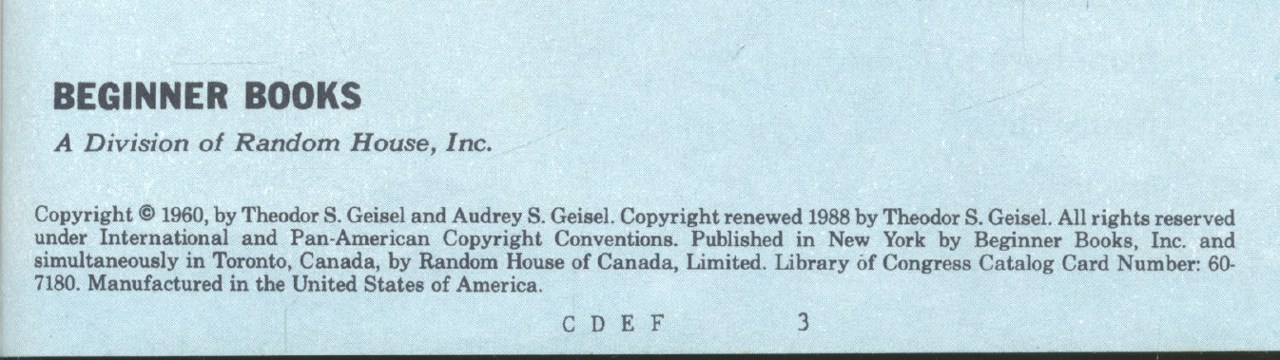 BEGINNER BOOKS
A Division of Random House, Inc.
Copyright © 1960, by Theodor S. Geisel and Audrey S. Geisel. Copyright renewed 1988 by Theodor S. Geisel. All rights reserved
under International and Pan-American Copyright Conventions. Published in New York by Beginner Books, Inc. and
simultaneously in Toronto, Canada, by Random House of Canada, Limited. Library of Congress Catalog Card Number: 60-
7180. Manufactured in the United States of America.
C D E F 3